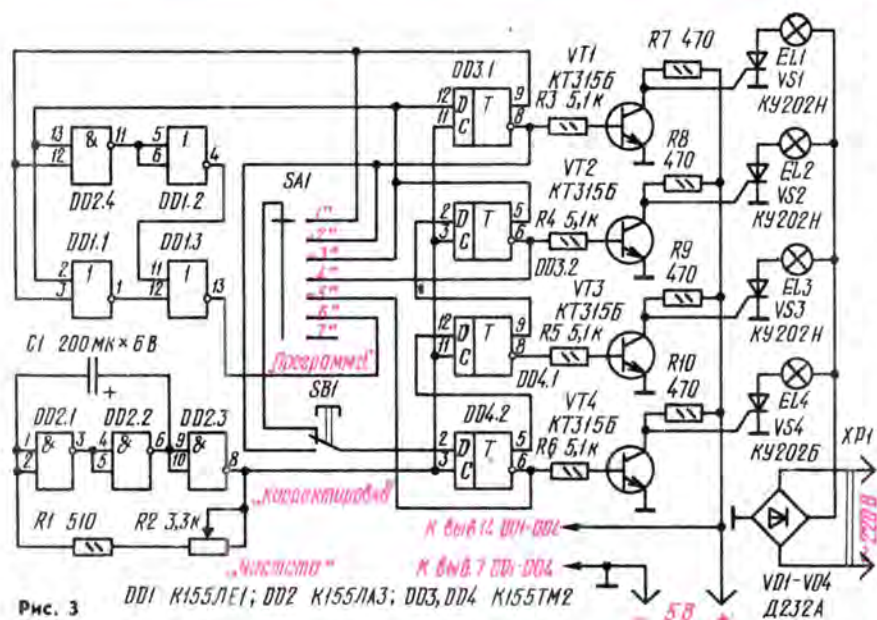 R7 470
EL1
VS1
КУ202Н
VT1
КТ315Б
DD3.1
R3 5,1к
12 D T 9
11 C 8
13 & 11
12
5 1 4
6
DD2.4
DD1.2
SA1
R8
470
VT2
КТ315Б
EL2
VS2
КУ202Н
„1"
„2"
„3"
„4"
„5"
„6"
„7"
„Программа"
DD1.1
DD1.3
2 1 1
3
11 1 13
12
2 D T 5
3 C 6
R4 5,1к
DD3.2
R9
470
VT3
КТ315Б
EL3
VS3
КУ202Н
C1 200мк×6В
+
12 D T 9
11 C 8
R5 5,1к
DD4.1
R10
470
SB1
VT4
КТ315Б
EL4
VS4
КУ202Б
XP1
DD2.1
DD2.2
DD2.3
1 & 3
2
4 & 6
5
9 & 8
10
2 D T 5
3 C 6
DD4.2
R6 5,1к
R1 510
R2 3,3к
„Корректировка"
„Частота"
К выв.14 DD1-DD4
К выв.7 DD1-DD4
~220В
VD1-VD4
Д232А
5В
Рис. 3
DD1 К155ЛЕ1; DD2 К155ЛА3; DD3,DD4 К155ТМ2